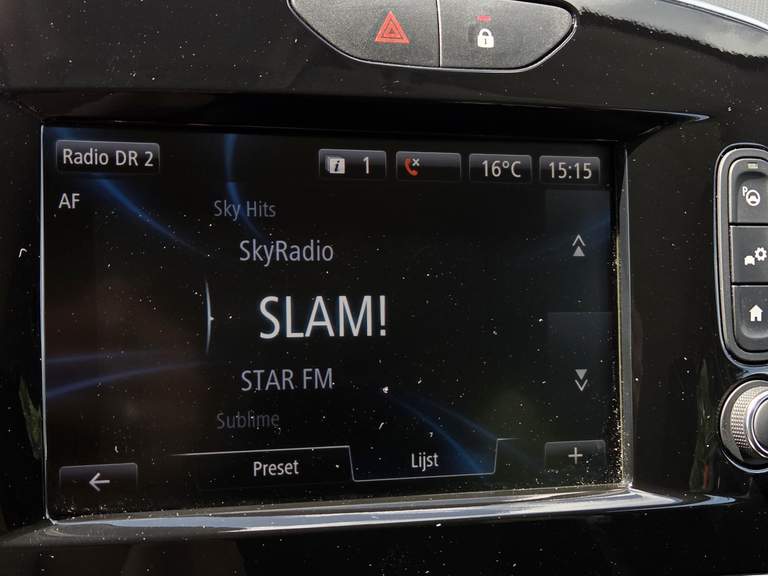 Radio DR 2
i 1
16°C
15:15
AF
Sky Hits
SkyRadio
SLAM!
STAR FM
Sublime
Preset
Lijst
+
P